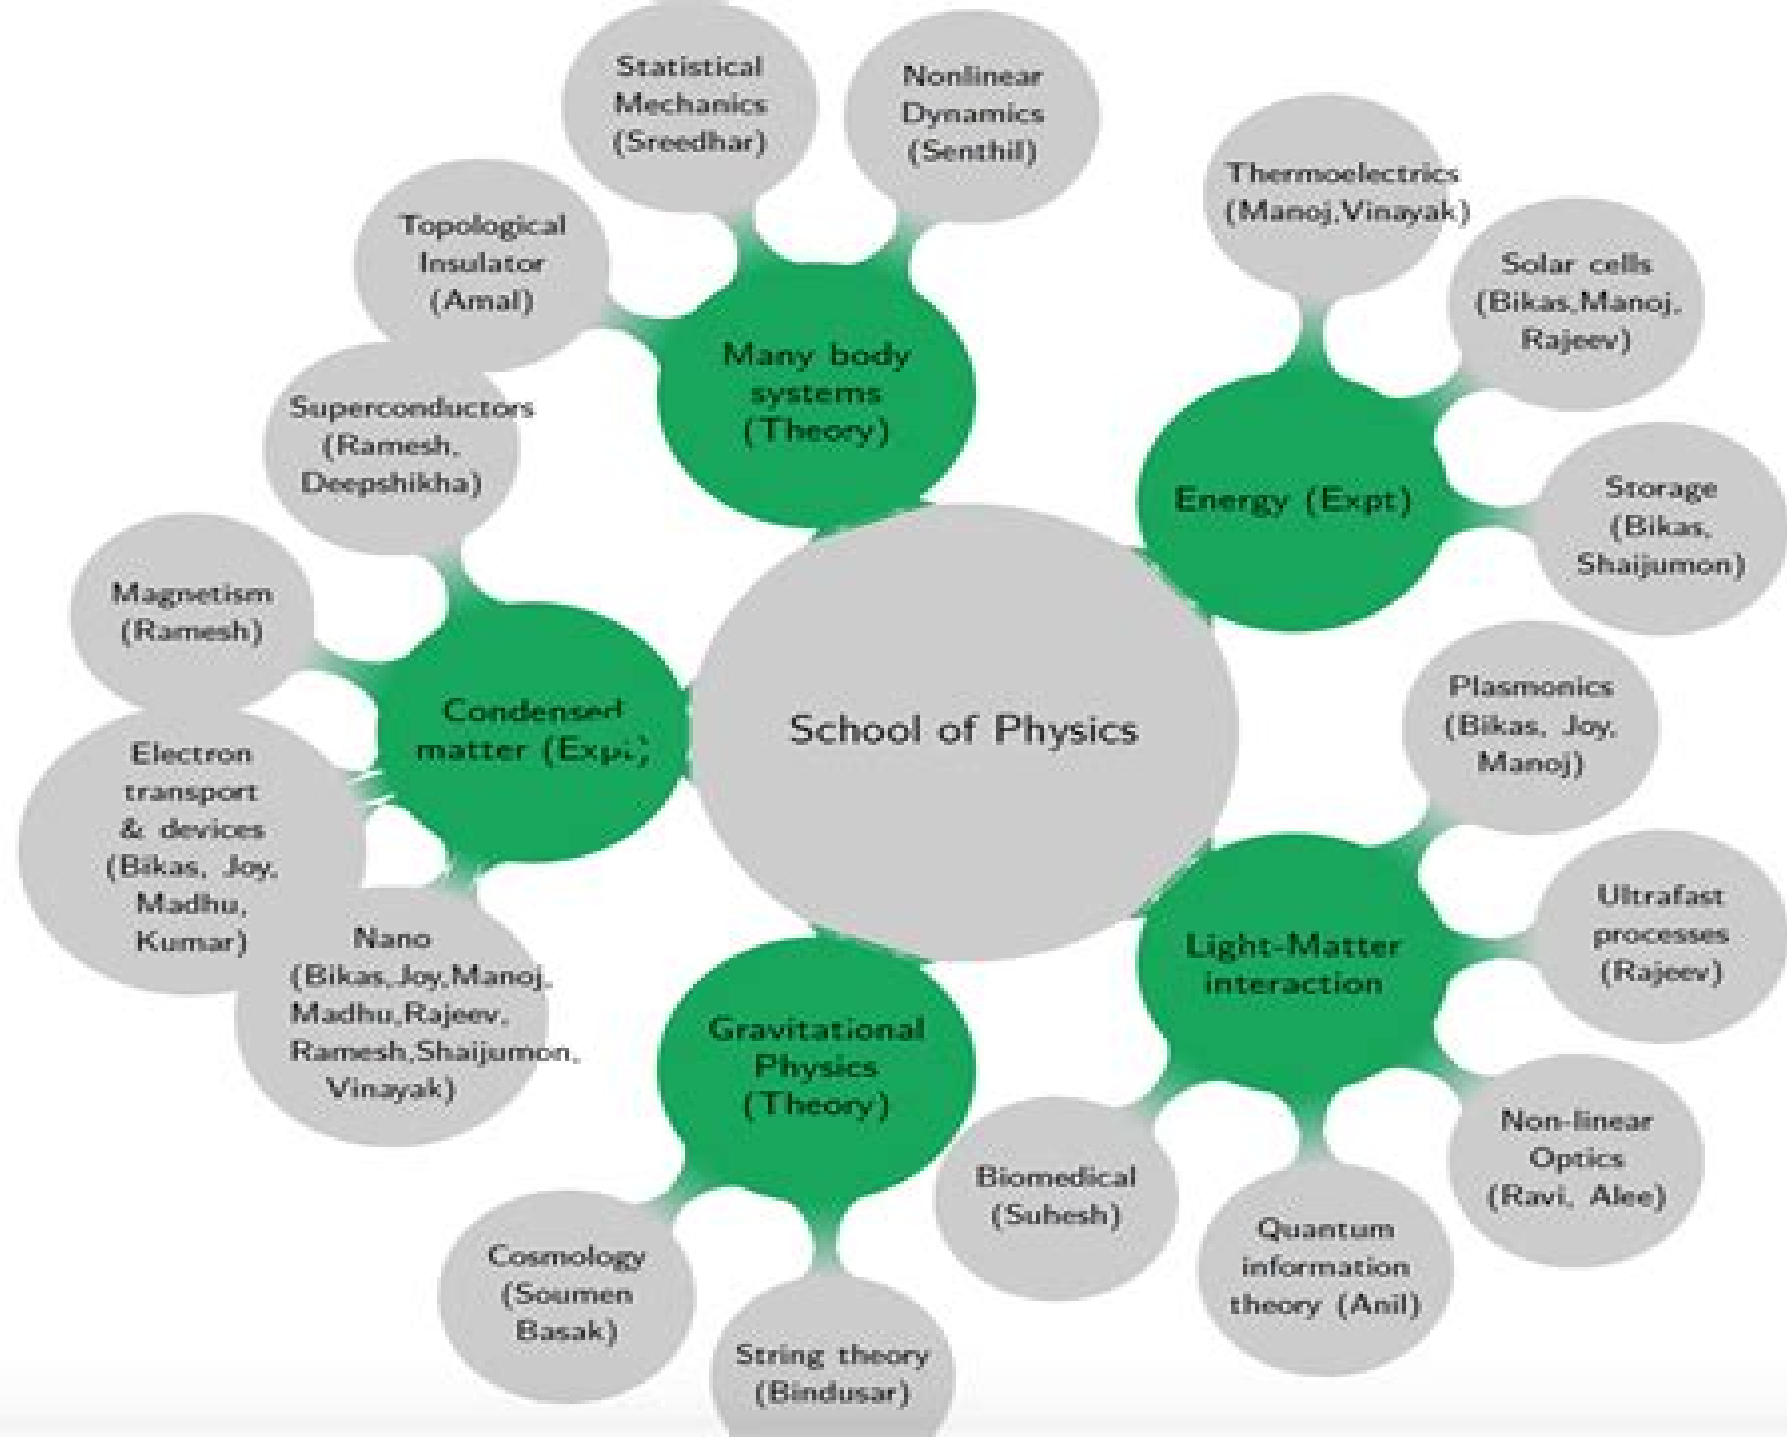 Statistical
Mechanics
(Sreedhar)
Nonlinear
Dynamics
(Senthil)
Topological
Insulator
(Amal)
Many body
systems
(Theory)
Thermoelectrics
(Manoj,Vinayak)
Solar cells
(Bikas,Manoj,
Rajeev)
Energy (Expt)
Storage
(Bikas,
Shaijumon)
Superconductors
(Ramesh,
Deepshikha)
Magnetism
(Ramesh)
Condensed
matter (Expt)
Electron
transport
& devices
(Bikas, Joy,
Madhu,
Kumar)
Nano
(Bikas,Joy,Manoj,
Madhu,Rajeev,
Ramesh,Shaijumon,
Vinayak)
School of Physics
Plasmonics
(Bikas, Joy,
Manoj)
Ultrafast
processes
(Rajeev)
Light-Matter
interaction
Non-linear
Optics
(Ravi, Alee)
Quantum
information
theory (Anil)
Biomedical
(Suhesh)
Gravitational
Physics
(Theory)
Cosmology
(Soumen
Basak)
String theory
(Bindusar)